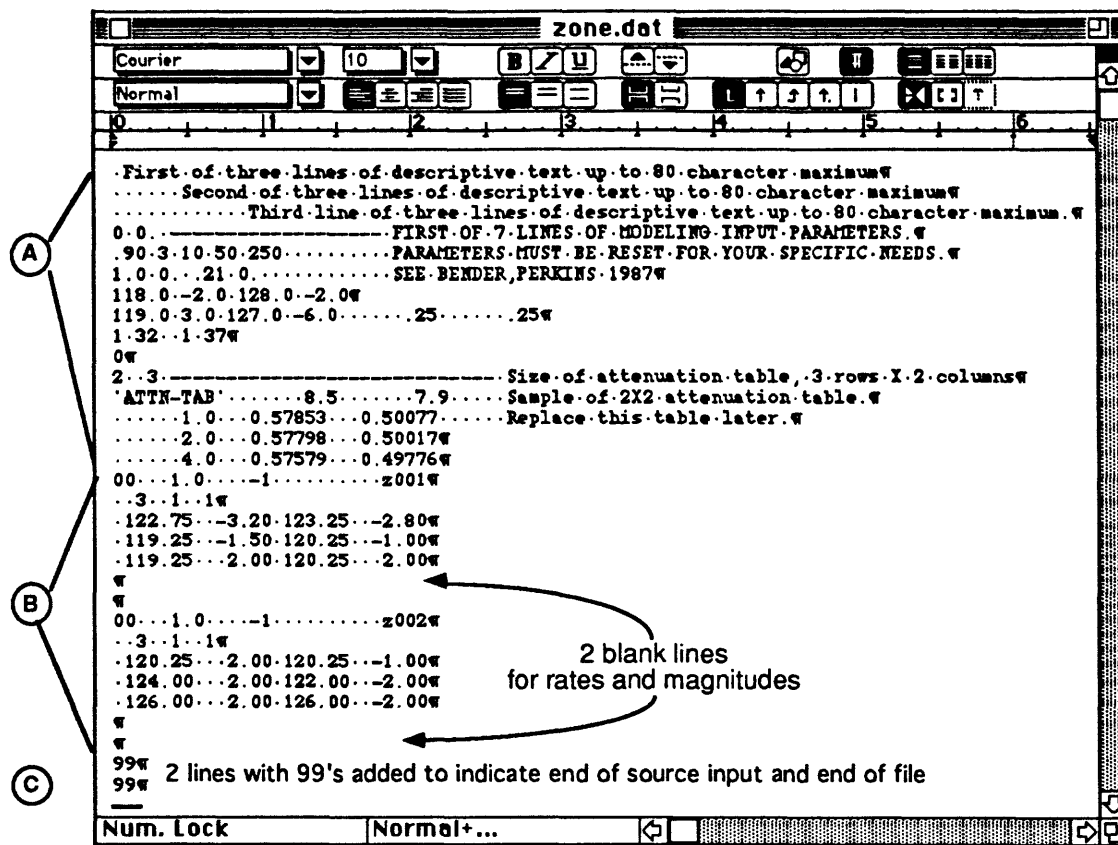 zone.dat
Courier 10 B I U
Normal
0 1 2 3 4 5 6
·First·of·three·lines·of·descriptive·text·up·to·80·character·maximum¶
······Second·of·three·lines·of·descriptive·text·up·to·80·character·maximum¶
············Third·line·of·three·lines·of·descriptive·text·up·to·80·character·maximum.¶
A
0·0··----------------------·FIRST·OF·7·LINES·OF·MODELING·INPUT·PARAMETERS.¶
.90·3·10·50·250··········PARAMETERS·MUST·BE·RESET·FOR·YOUR·SPECIFIC·NEEDS.¶
1.0·0...21·0.············SEE·BENDER,PERKINS·1987¶
118.0·-2.0·128.0·-2.0¶
119.0·3.0·127.0·-6.0·······.25·······.25¶
1·32··1·37¶
0¶
2··3·---------------------------------·Size·of·attenuation·table,·3·rows·X·2·columns¶
'ATTN-TAB'·······8.5·······7.9·····Sample·of·2X2·attenuation·table.¶
······1.0···0.57853···0.50077·····Replace·this·table·later.¶
······2.0···0.57798···0.50017¶
······4.0···0.57579···0.49776¶
00···1.0····-1··········z001¶
··3··1··1¶
·122.75··-3.20·123.25··-2.80¶
·119.25··-1.50·120.25··-1.00¶
·119.25···2.00·120.25···2.00¶
¶
B
¶
00···1.0····-1··········z002¶
··3··1··1¶
·120.25···2.00·120.25··-1.00¶
·124.00···2.00·122.00··-2.00¶
·126.00···2.00·126.00··-2.00¶
2 blank lines
for rates and magnitudes
¶
¶
C
99¶
99¶
2 lines with 99's added to indicate end of source input and end of file
Num. Lock Normal+...